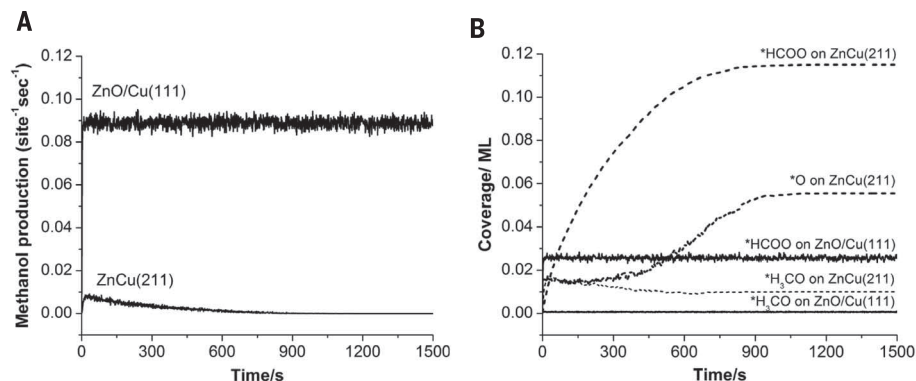 A
Methanol production (site⁻¹sec⁻¹)
0.12
0.10
0.08
0.06
0.04
0.02
0.00
ZnO/Cu(111)
ZnCu(211)
0 300 600 900 1200 1500
Time/s
B
Coverage/ ML
0.12
0.10
0.08
0.06
0.04
0.02
0.00
*HCOO on ZnCu(211)
*O on ZnCu(211)
*HCOO on ZnO/Cu(111)
*H₃CO on ZnCu(211)
*H₃CO on ZnO/Cu(111)
0 300 600 900 1200 1500
Time/s